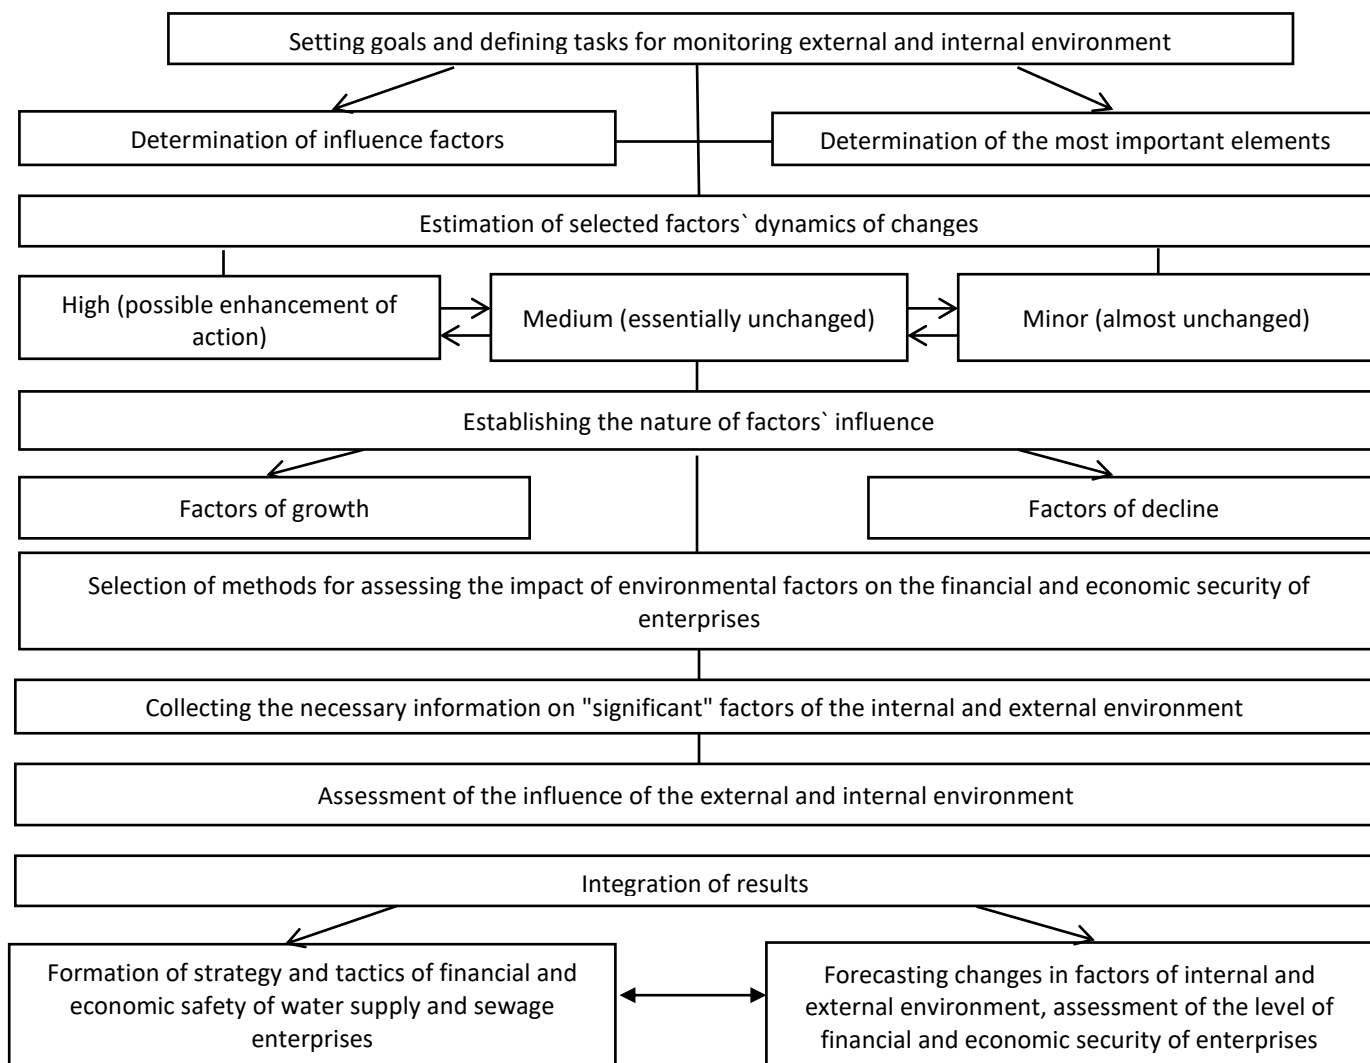 Setting goals and defining tasks for monitoring external and internal environment
Determination of influence factors
Determination of the most important elements
Estimation of selected factors` dynamics of changes
High (possible enhancement of
action)
Medium (essentially unchanged)
Minor (almost unchanged)
Establishing the nature of factors` influence
Factors of growth
Factors of decline
Selection of methods for assessing the impact of environmental factors on the financial and economic security of
enterprises
Collecting the necessary information on "significant" factors of the internal and external environment
Assessment of the influence of the external and internal environment
Integration of results
Formation of strategy and tactics of financial and
economic safety of water supply and sewage
enterprises
Forecasting changes in factors of internal and
external environment, assessment of the level of
financial and economic security of enterprises